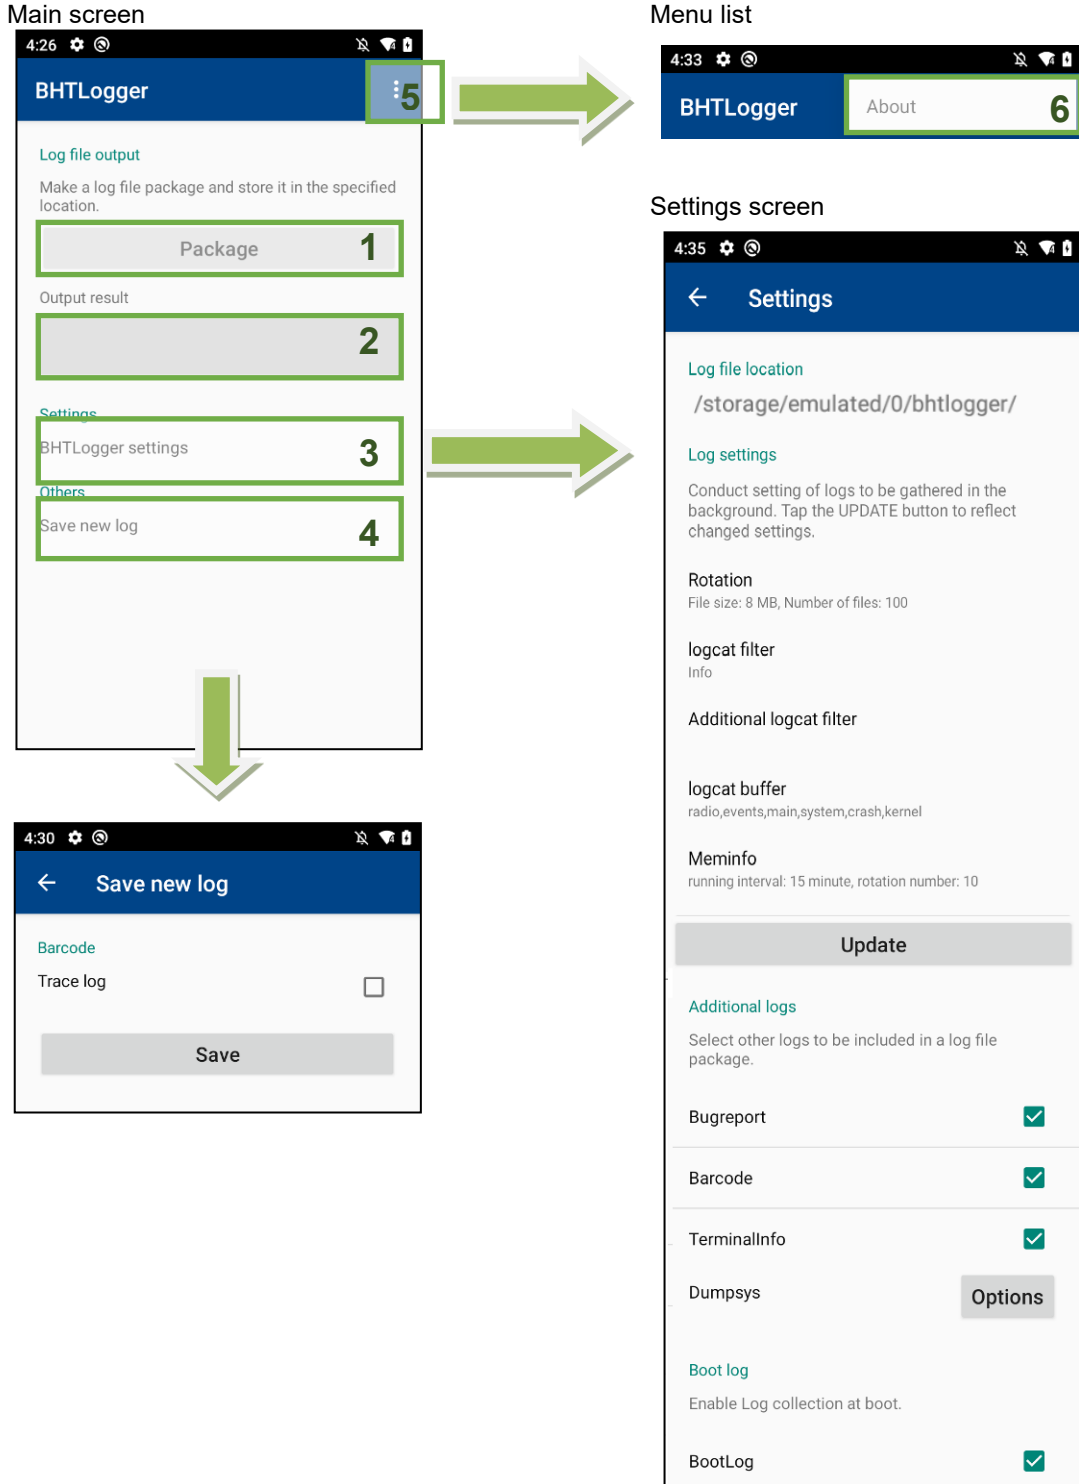 Main screen
4:26
BHTLogger
5
Log file output
Make a log file package and store it in the specified
location.
Package 1
Output result
2
Settings
BHTLogger settings 3
Others
Save new log 4
4:30
Save new log
Barcode
Trace log
Save
Menu list
4:33
BHTLogger
About 6
Settings screen
4:35
Settings
Log file location
/storage/emulated/0/bhtlogger/
Log settings
Conduct setting of logs to be gathered in the
background. Tap the UPDATE button to reflect
changed settings.
Rotation
File size: 8 MB, Number of files: 100
logcat filter
Info
Additional logcat filter
logcat buffer
radio,events,main,system,crash,kernel
Meminfo
running interval: 15 minute, rotation number: 10
Update
Additional logs
Select other logs to be included in a log file
package.
Bugreport
Barcode
TerminalInfo
Dumpsys Options
Boot log
Enable Log collection at boot.
BootLog